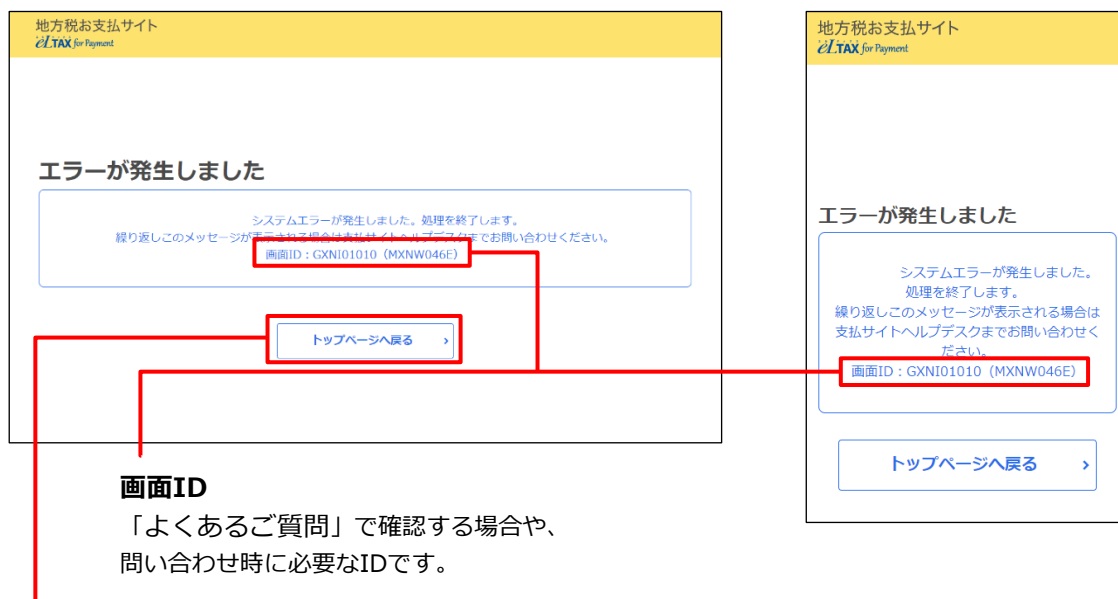 地方税お支払サイト
eLTAX for Payment
エラーが発生しました
システムエラーが発生しました。処理を終了します。
繰り返しこのメッセージが表示される場合は支払サイトヘルプデスクまでお問い合わせください。
画面ID:GXNI01010(MXNW046E)
トップページへ戻る
画面ID
「よくあるご質問」で確認する場合や、
問い合わせ時に必要なIDです。
地方税お支払サイト
eLTAX for Payment
エラーが発生しました
システムエラーが発生しました。
処理を終了します。
繰り返しこのメッセージが表示される場合は
支払サイトヘルプデスクまでお問い合わせく
ださい。
画面ID:GXNI01010(MXNW046E)
トップページへ戻る